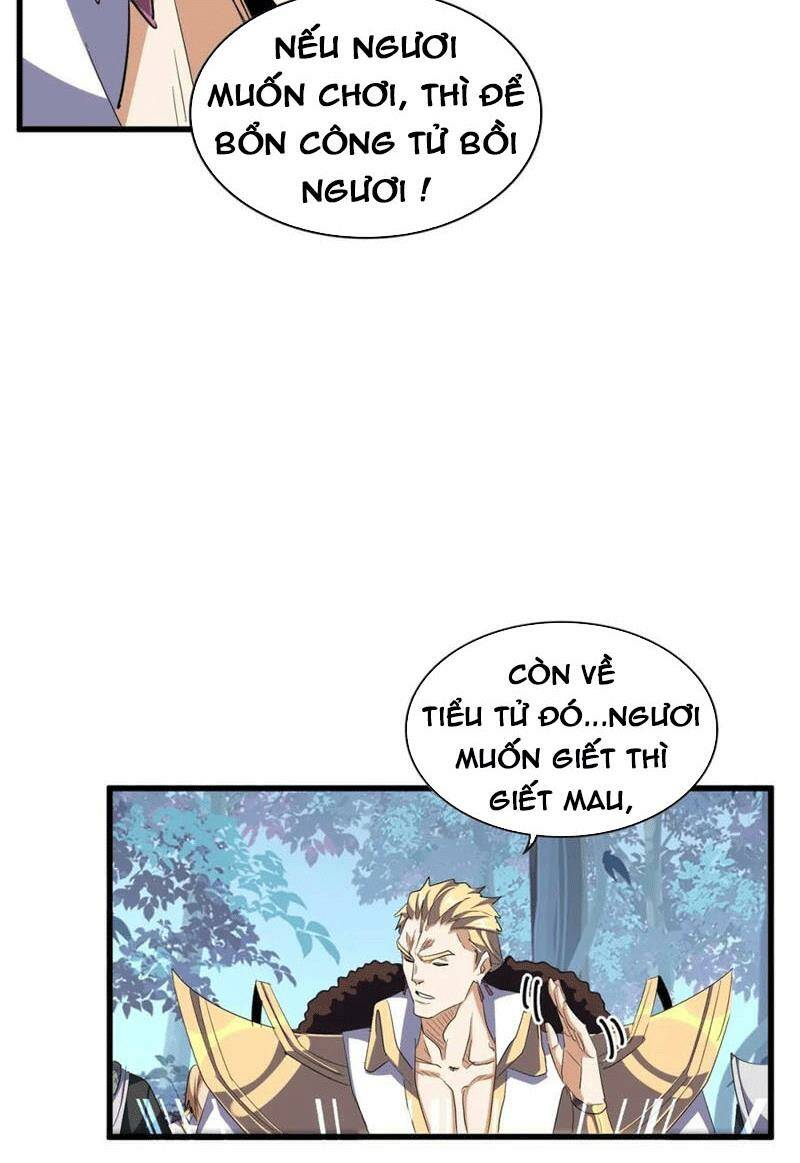 NẾU NGƯƠI
MUỐN CHƠI, THÌ ĐỂ
BỔN CÔNG TỬ BỒI
NGƯƠI !
CÒN VỀ
TIỂU TỬ ĐÓ...NGƯƠI
MUỐN GIẾT THÌ
GIẾT MAU,